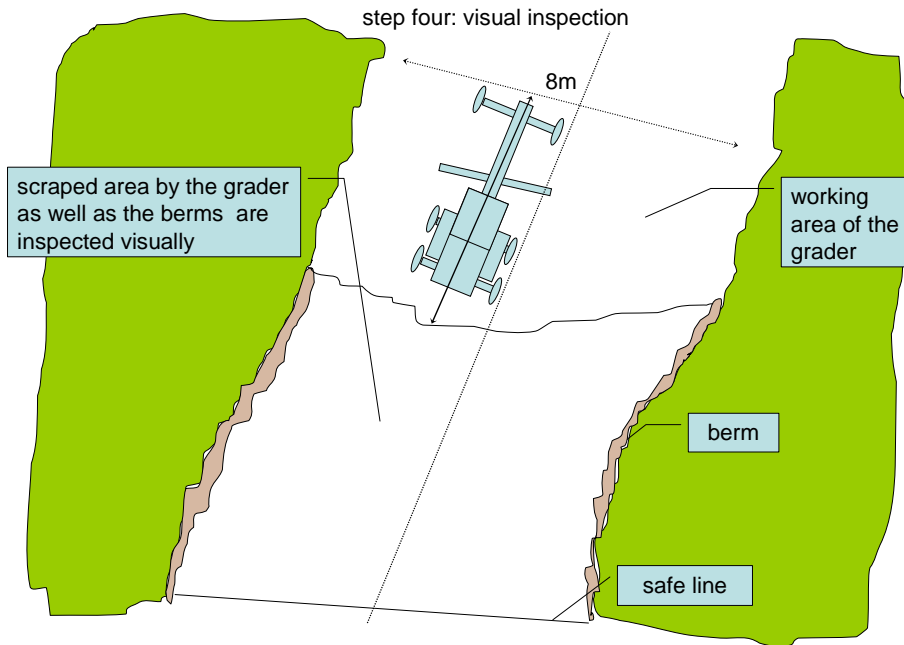 step four: visual inspection
8m
scraped area by the grader
as well as the berms are
inspected visually
working
area of the
grader
berm
safe line